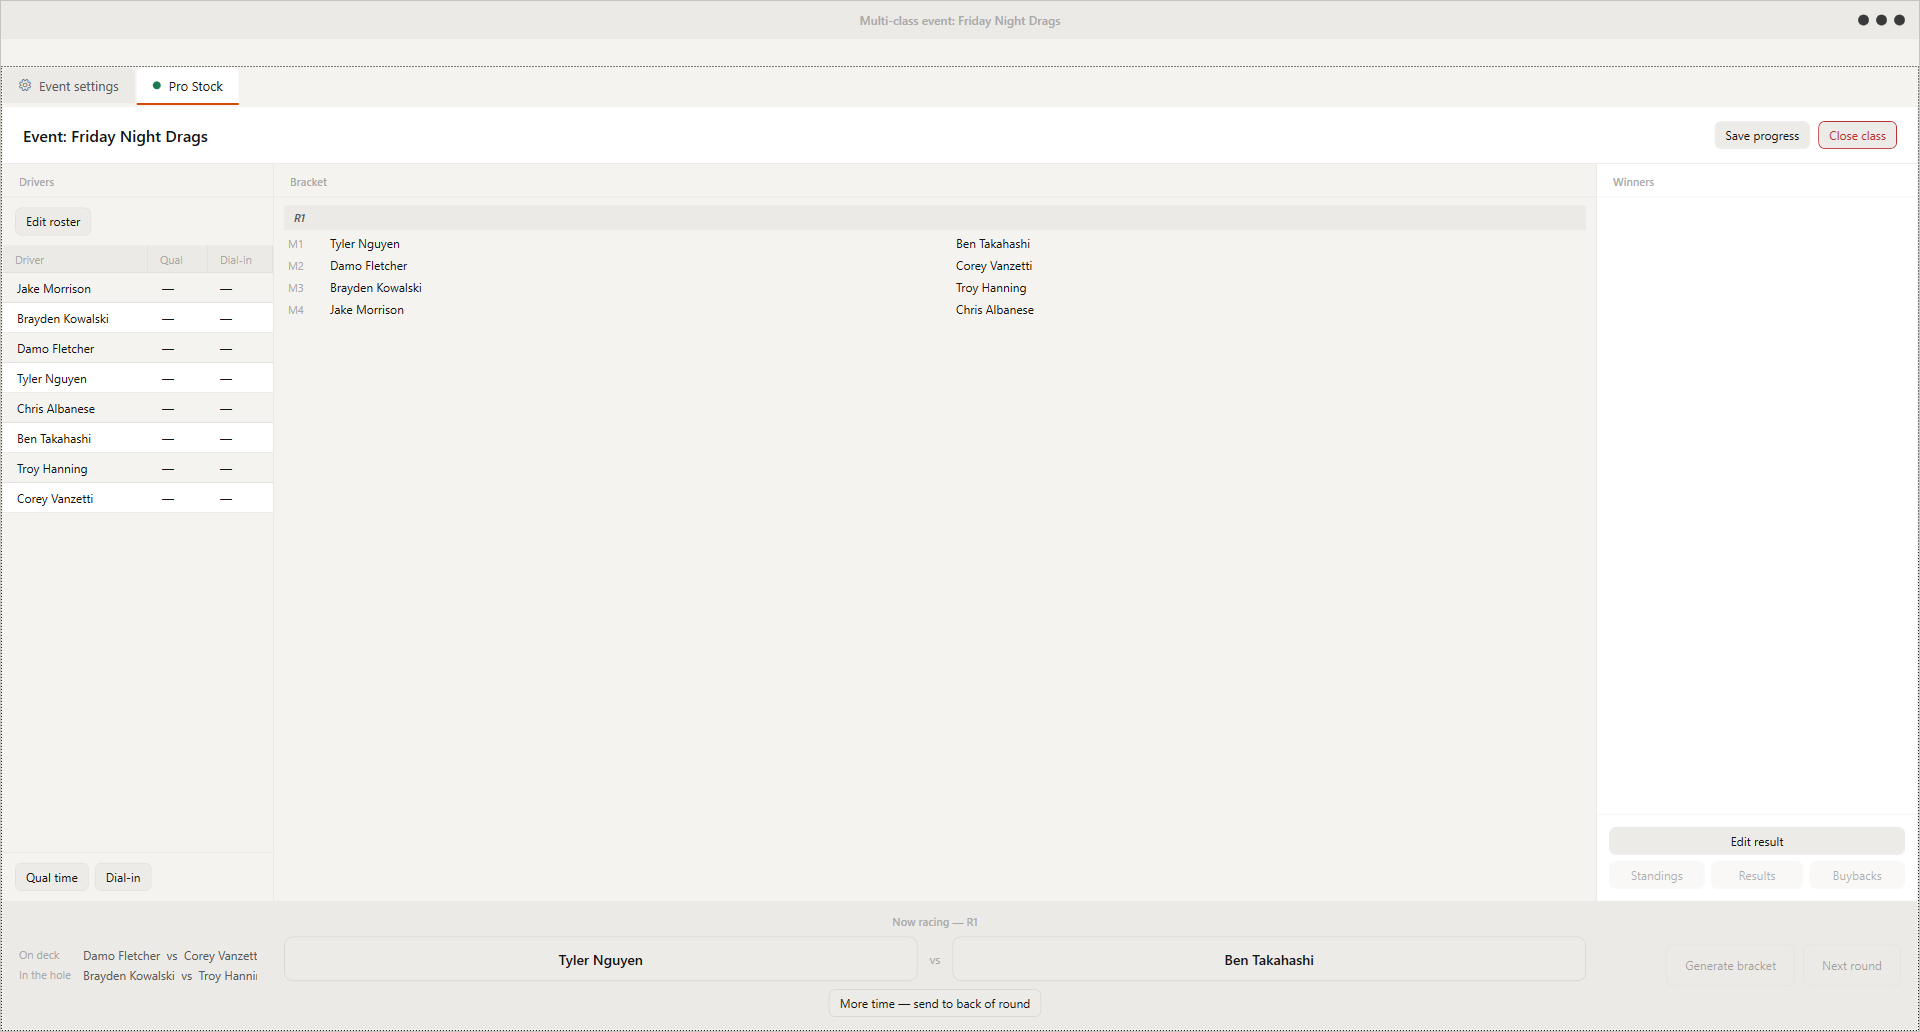 Multi-class event: Friday Night Drags
Event settings
Pro Stock
Event: Friday Night Drags
Save progress
Close class
Drivers
Bracket
Winners
Edit roster
R1
Driver Qual Dial-in
M1 Tyler Nguyen Ben Takahashi
M2 Damo Fletcher Corey Vanzetti
M3 Brayden Kowalski Troy Hanning
M4 Jake Morrison Chris Albanese
Jake Morrison — —
Brayden Kowalski — —
Damo Fletcher — —
Tyler Nguyen — —
Chris Albanese — —
Ben Takahashi — —
Troy Hanning — —
Corey Vanzetti — —
Edit result
Qual time
Dial-in
Standings
Results
Buybacks
Now racing — R1
On deck Damo Fletcher vs Corey Vanzett
In the hole Brayden Kowalski vs Troy Hannin
Tyler Nguyen vs Ben Takahashi
Generate bracket
Next round
More time — send to back of round